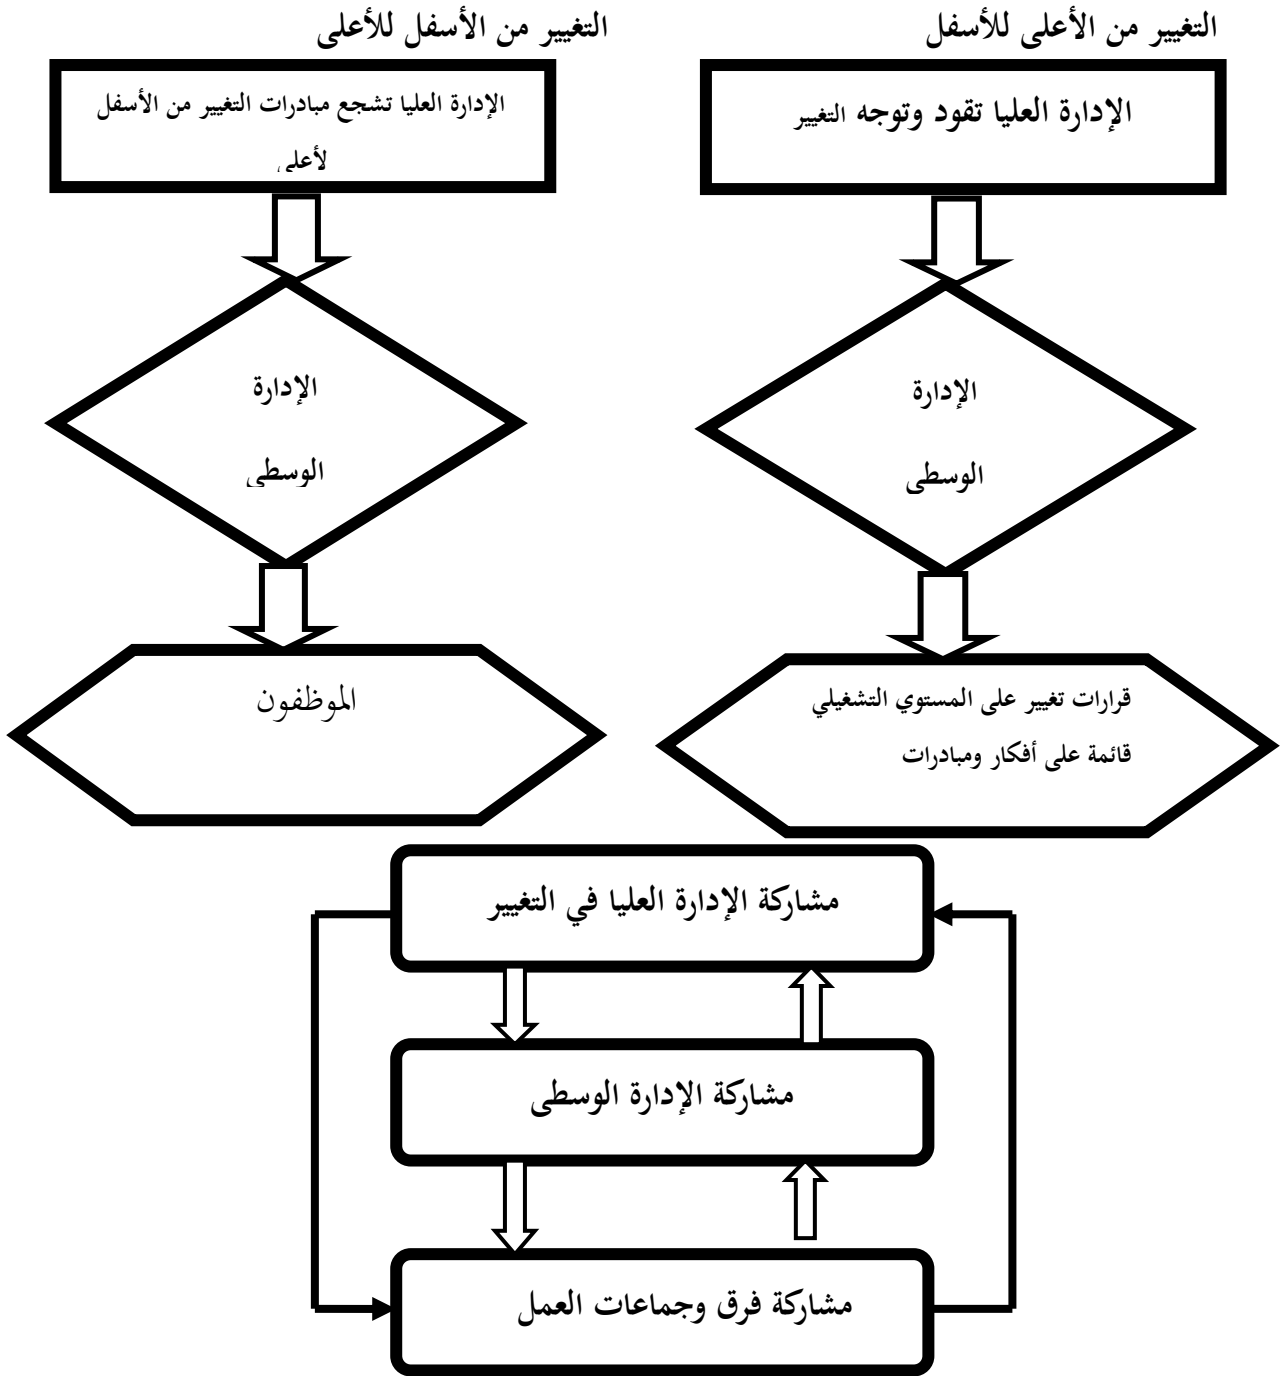 التغيير من الأعلى للأسفل
الإدارة العليا تقود وتوجه التغيير
الإدارة
الوسطى
قرارات تغيير على المستوي التشغيلي
قائمة على أفكار ومبادرات
التغيير من الأسفل للأعلى
الإدارة العليا تشجع مبادرات التغيير من الأسفل
لأعلى
الإدارة
الوسطى
الموظفون
مشاركة الإدارة العليا في التغيير
مشاركة الإدارة الوسطى
مشاركة فرق وجماعات العمل